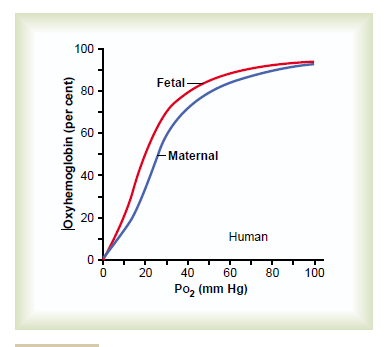 100
80
60
40
20
0
Oxyhemoglobin (per cent)
Fetal
Maternal
Human
0 20 40 60 80 100
Po₂ (mm Hg)